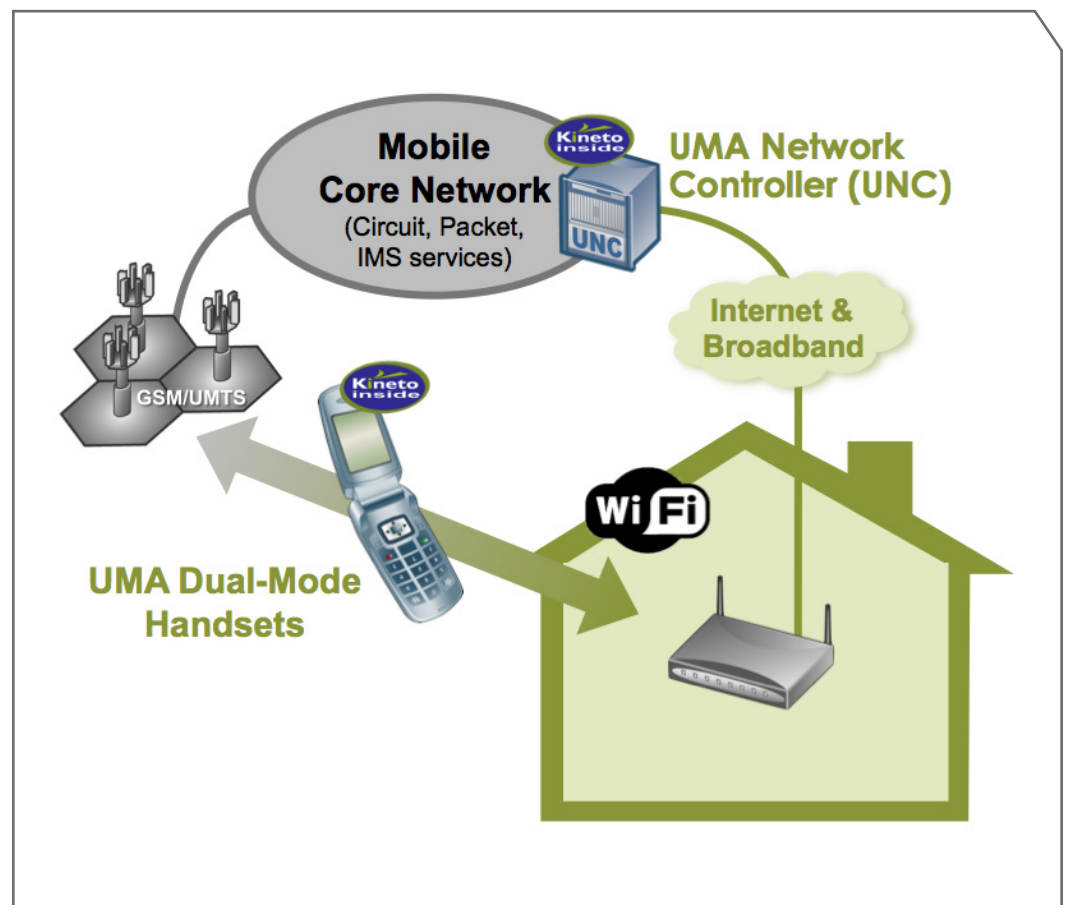 Mobile
Core Network
(Circuit, Packet,
IMS services)
Kineto
inside
UNC
UMA Network
Controller (UNC)
Internet &
Broadband
GSM/UMTS
Kineto
inside
Wi Fi
UMA Dual-Mode
Handsets